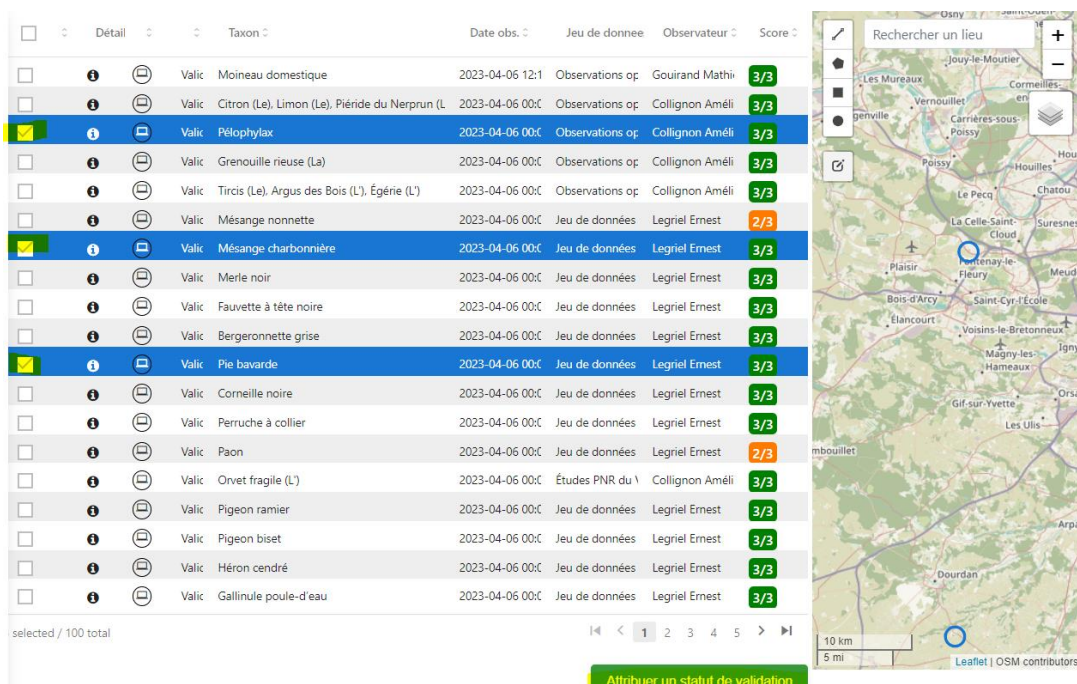 Détail Taxon Date obs. Jeu de donnee Observateur Score
Valic Moineau domestique 2023-04-06 12:1 Observations op Gouirand Mathi 3/3
Valic Citron (Le), Limon (Le), Piéride du Nerprun (L 2023-04-06 00:0 Observations op Collignon Améli 3/3
Valic Pélophylax 2023-04-06 00:0 Observations op Collignon Améli 3/3
Valic Grenouille rieuse (La) 2023-04-06 00:0 Observations op Collignon Améli 3/3
Valic Tircis (Le), Argus des Bois (L'), Égérie (L') 2023-04-06 00:0 Observations op Collignon Améli 3/3
Valic Mésange nonnette 2023-04-06 00:0 Jeu de données Legriel Ernest 2/3
Valic Mésange charbonnière 2023-04-06 00:0 Jeu de données Legriel Ernest 3/3
Valic Merle noir 2023-04-06 00:0 Jeu de données Legriel Ernest 3/3
Valic Fauvette à tête noire 2023-04-06 00:0 Jeu de données Legriel Ernest 3/3
Valic Bergeronnette grise 2023-04-06 00:0 Jeu de données Legriel Ernest 3/3
Valic Pie bavarde 2023-04-06 00:0 Jeu de données Legriel Ernest 3/3
Valic Corneille noire 2023-04-06 00:0 Jeu de données Legriel Ernest 3/3
Valic Perruche à collier 2023-04-06 00:0 Jeu de données Legriel Ernest 3/3
Valic Paon 2023-04-06 00:0 Jeu de données Legriel Ernest 2/3
Valic Orvet fragile (L') 2023-04-06 00:0 Études PNR du Collignon Améli 3/3
Valic Pigeon ramier 2023-04-06 00:0 Jeu de données Legriel Ernest 3/3
Valic Pigeon biset 2023-04-06 00:0 Jeu de données Legriel Ernest 3/3
Valic Héron cendré 2023-04-06 00:0 Jeu de données Legriel Ernest 3/3
Valic Gallinule poule-d'eau 2023-04-06 00:0 Jeu de données Legriel Ernest 3/3
selected / 100 total 1 2 3 4 5
Attribuer un statut de validation
Osny
Rechercher un lieu
+
−
Jouy-le-Moutier
Les Mureaux
Cormeilles-
en
Vernouillet
Carrières-sous-
Poissy
Poissy
Houilles
Le Pecq
Chatou
La Celle-Saint-
Cloud
Suresnes
Plaisir
Fontenay-le-
Fleury
Meud
Bois-d'Arcy
Saint-Cyr-l'École
Élancourt
Voisins-le-Bretonneux
Magny-les-
Hameaux
Igny
Orsa
Gif-sur-Yvette
Les Ulis
mbouillet
Arpa
Dourdan
10 km
5 mi
Leaflet | OSM contributors